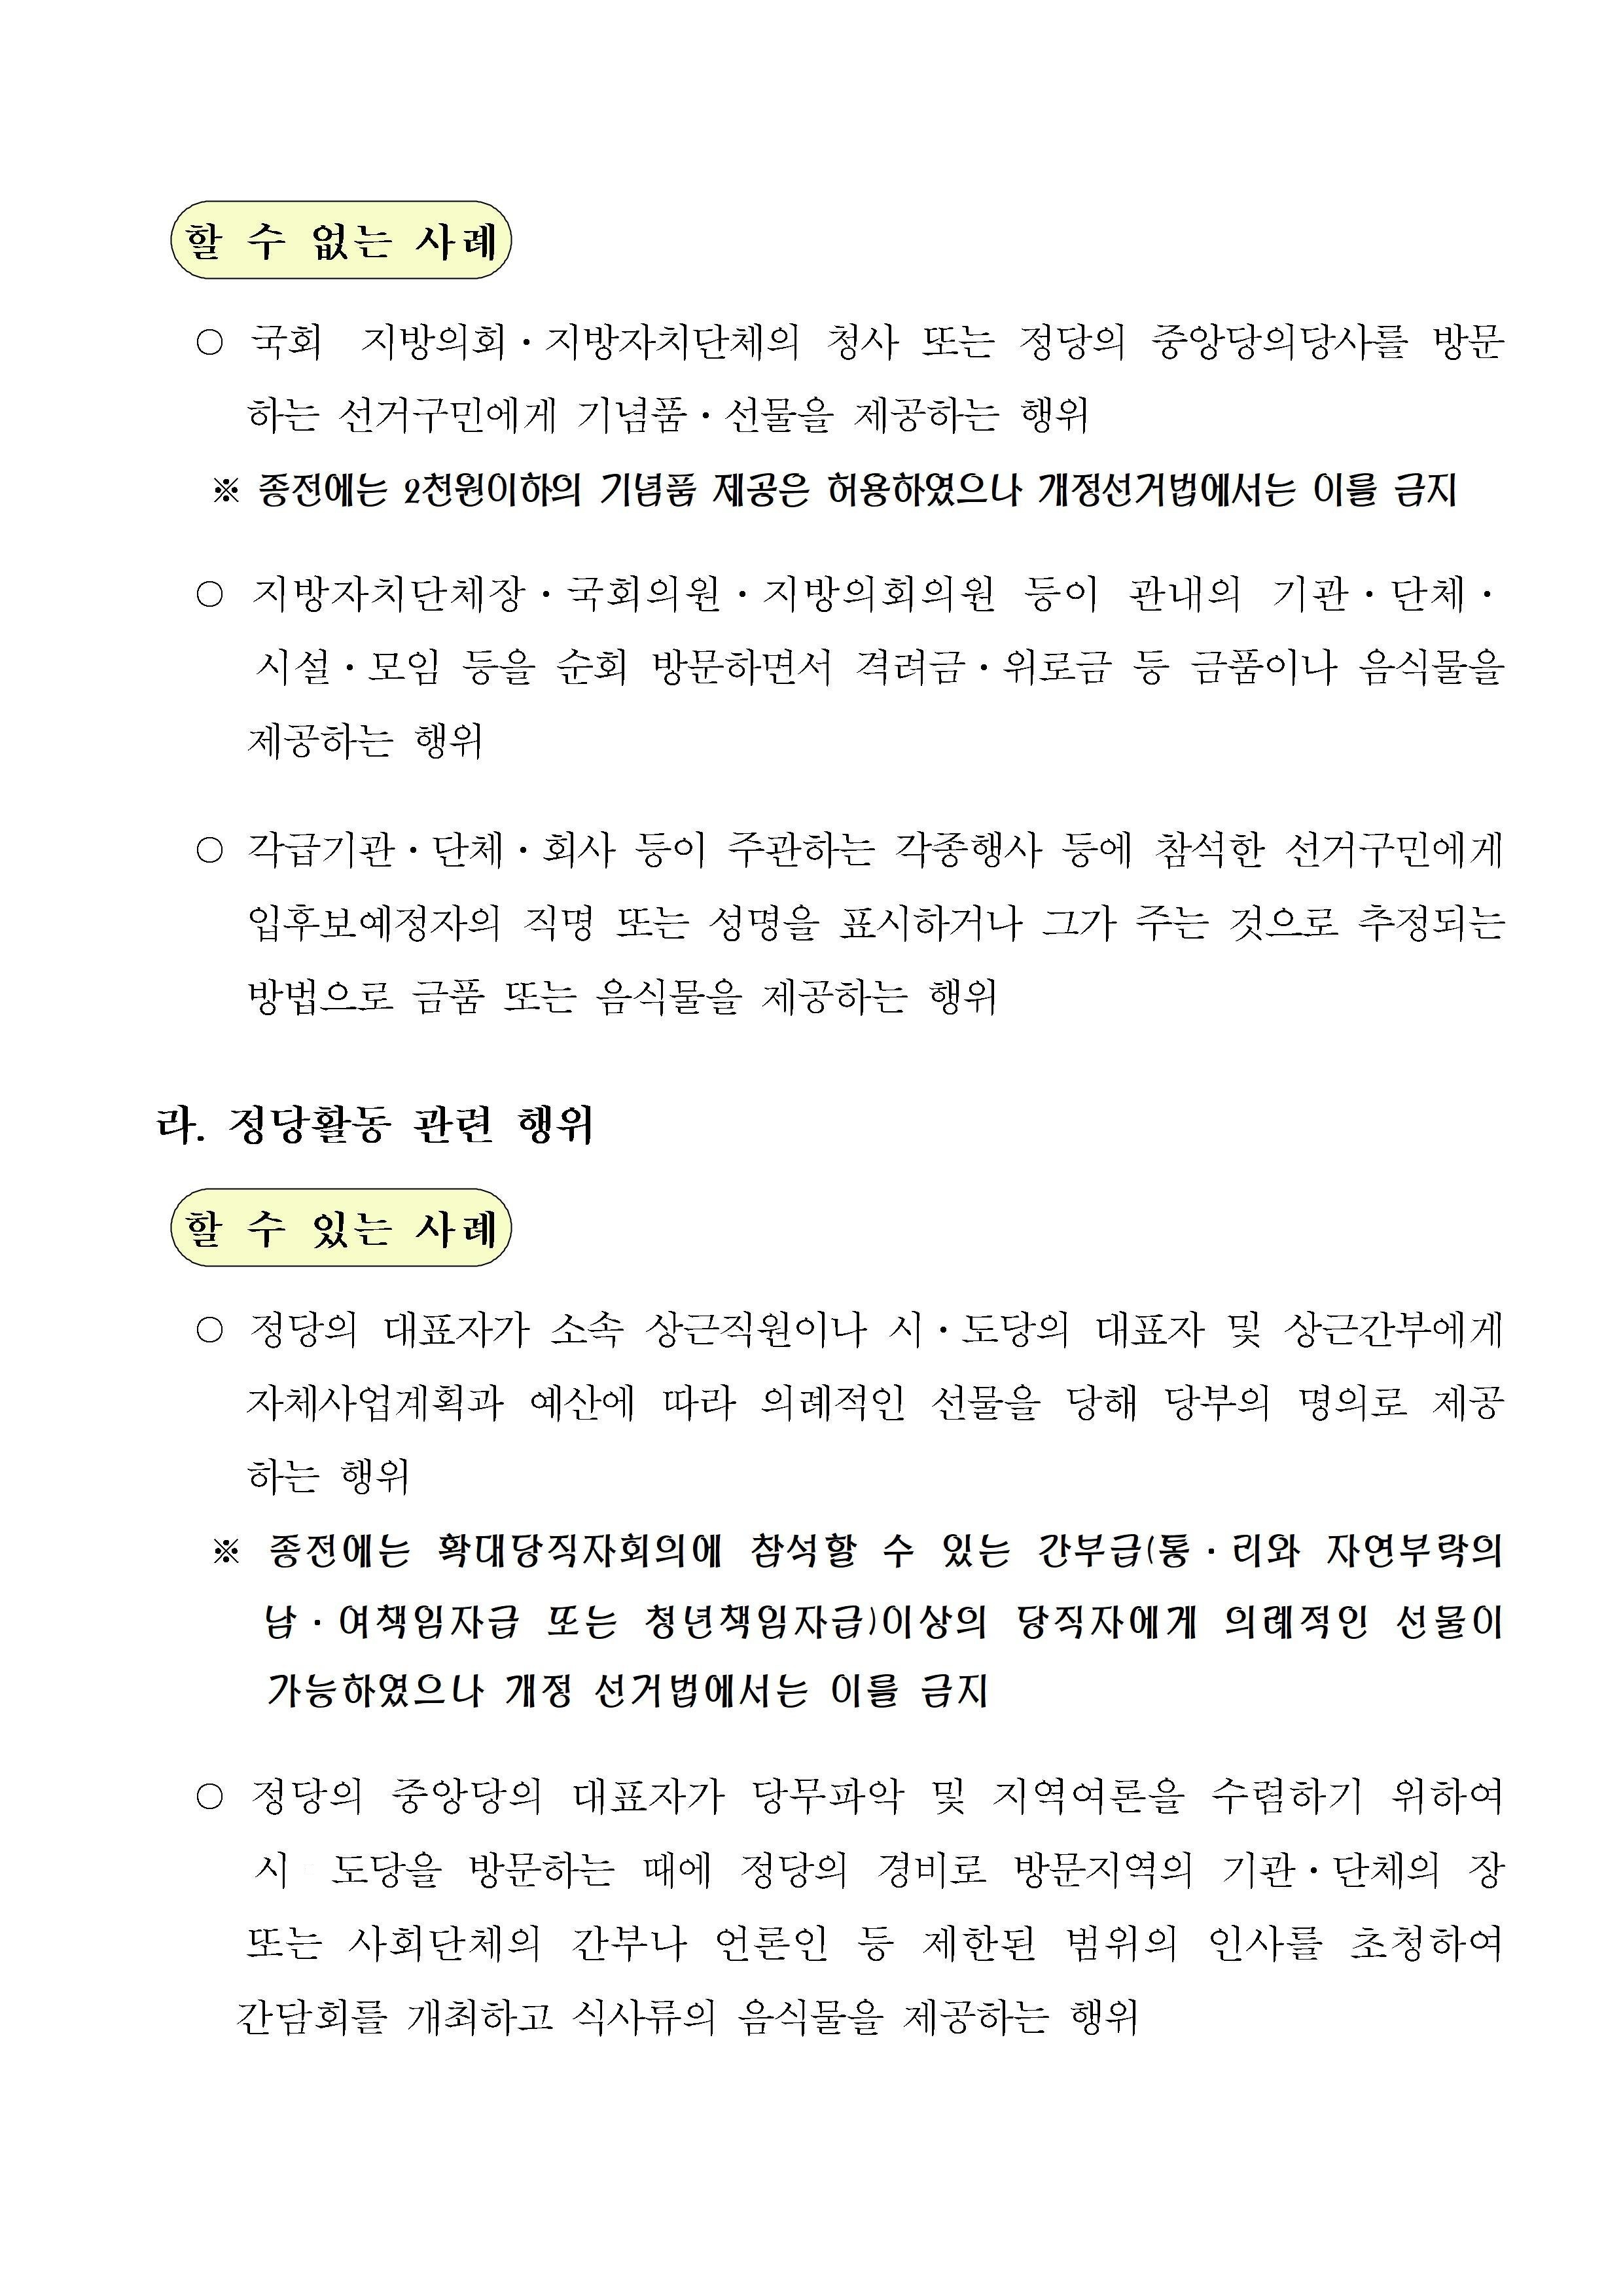 할 수 없는 사례
○ 국회 지방의회·지방자치단체의 청사 또는 정당의 중앙당의당사를 방문
하는 선거구민에게 기념품·선물을 제공하는 행위
※ 종전에는 2천원이하의 기념품 제공은 허용하였으나 개정선거법에서는 이를 금지
○ 지방자치단체장·국회의원·지방의회의원 등이 관내의 기관·단체·
시설·모임 등을 순회 방문하면서 격려금·위로금 등 금품이나 음식물을
제공하는 행위
○ 각급기관·단체·회사 등이 주관하는 각종행사 등에 참석한 선거구민에게
입후보예정자의 직명 또는 성명을 표시하거나 그가 주는 것으로 추정되는
방법으로 금품 또는 음식물을 제공하는 행위
라. 정당활동 관련 행위
할 수 있는 사례
○ 정당의 대표자가 소속 상근직원이나 시·도당의 대표자 및 상근간부에게
자체사업계획과 예산에 따라 의례적인 선물을 당해 당부의 명의로 제공
하는 행위
※ 종전에는 확대당직자회의에 참석할 수 있는 간부급(통·리와 자연부락의
남·여책임자급 또는 청년책임자급)이상의 당직자에게 의례적인 선물이
가능하였으나 개정 선거법에서는 이를 금지
○ 정당의 중앙당의 대표자가 당무파악 및 지역여론을 수렴하기 위하여
시 도당을 방문하는 때에 정당의 경비로 방문지역의 기관·단체의 장
또는 사회단체의 간부나 언론인 등 제한된 범위의 인사를 초청하여
간담회를 개최하고 식사류의 음식물을 제공하는 행위